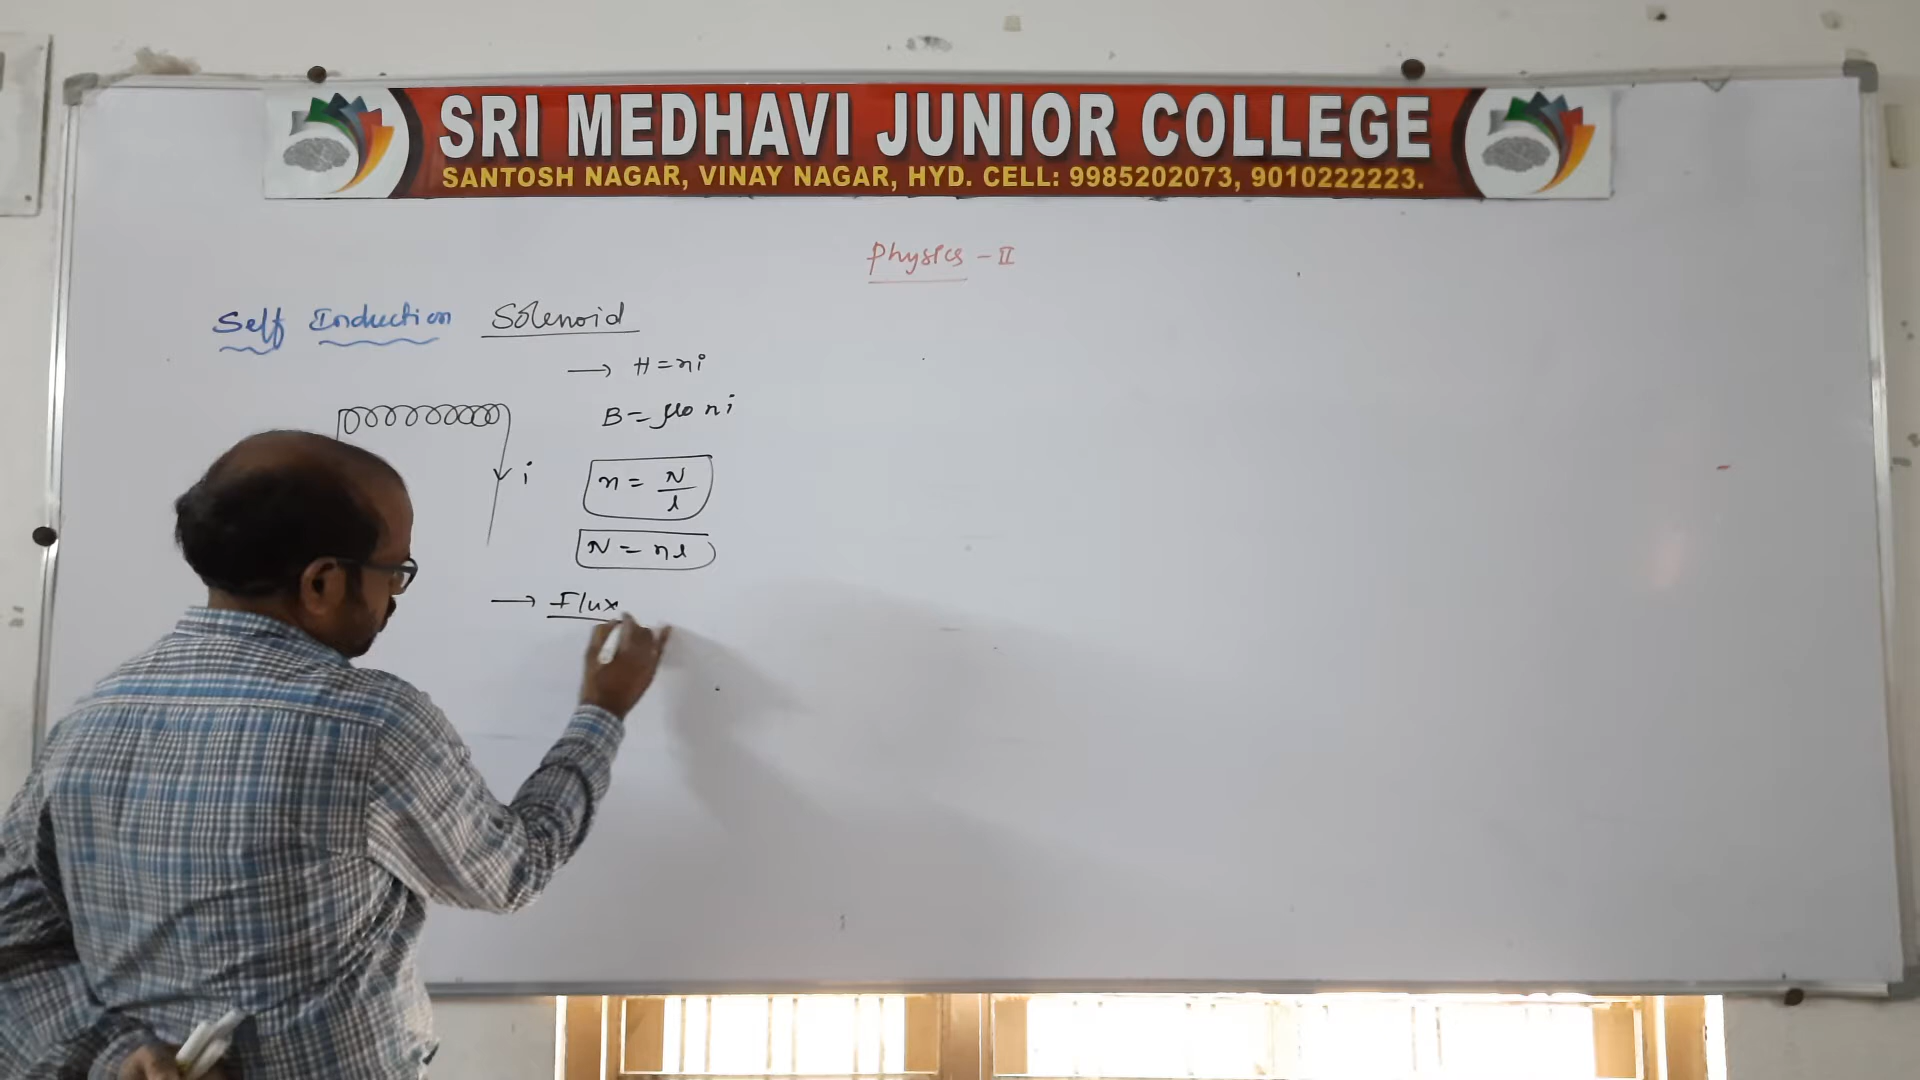 SRI MEDHAVI JUNIOR COLLEGE
SANTOSH NAGAR, VINAY NAGAR, HYD. CELL: 9985202073, 9010222223.
Physics - II
Self Induction Solenoid
→ H = ni
B = μ0 ni
i
n = N/l
N = nl
→ Flux